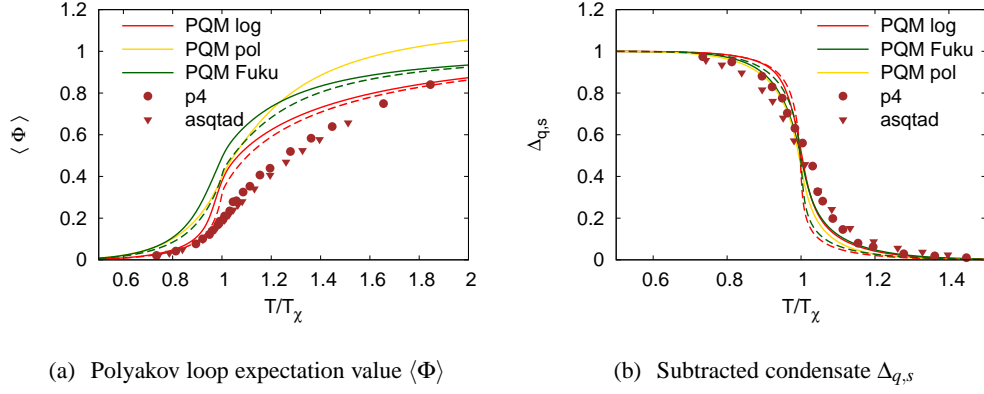 PQM log
PQM pol
PQM Fuku
p4
asqtad
1.2
1
0.8
0.6
0.4
0.2
0
⟨ Φ ⟩
0.6 0.8 1 1.2 1.4 1.6 1.8 2
T/Tχ
PQM log
PQM Fuku
PQM pol
p4
asqtad
1.2
1
0.8
0.6
0.4
0.2
0
Δq,s
0.6 0.8 1 1.2 1.4
T/Tχ
(a) Polyakov loop expectation value ⟨Φ⟩
(b) Subtracted condensate Δq,s